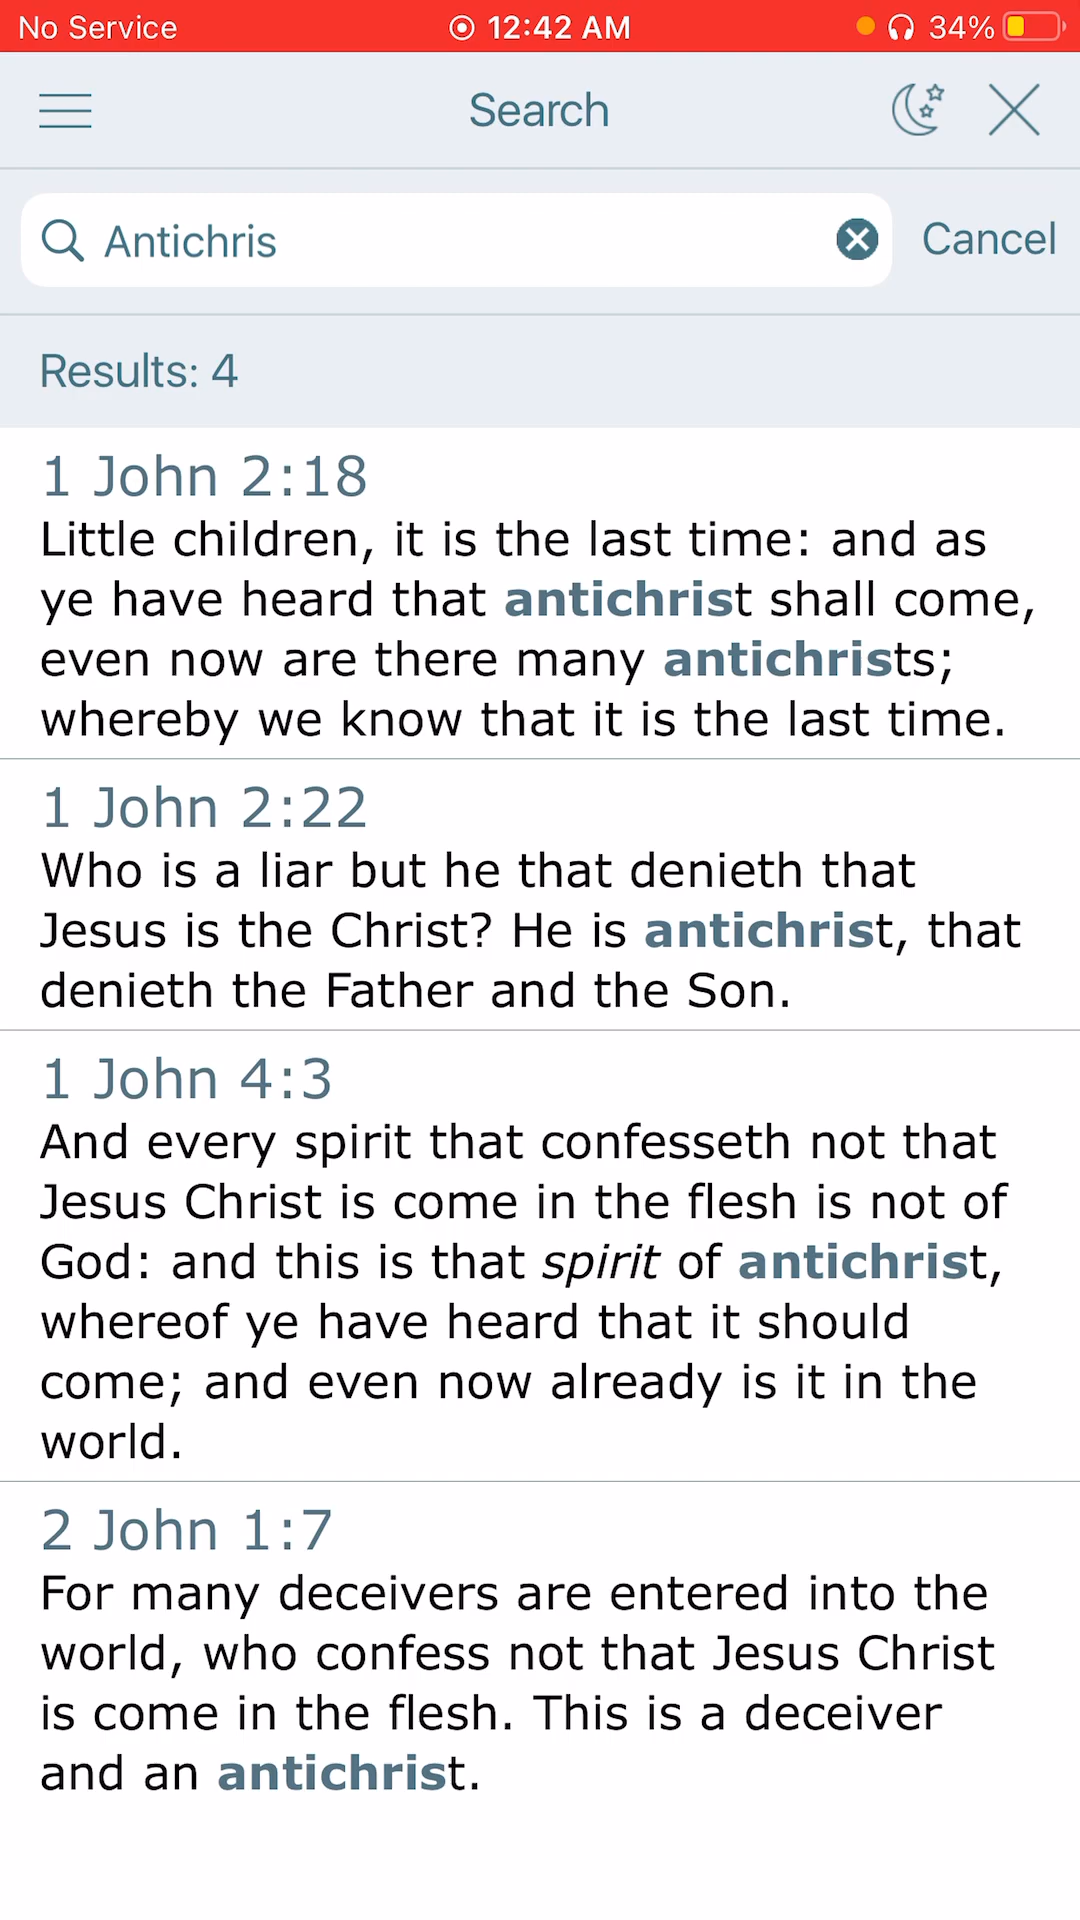 No Service 12:42 AM 34%
Search
Antichris Cancel
Results: 4
1 John 2:18
Little children, it is the last time: and as
ye have heard that antichrist shall come,
even now are there many antichrists;
whereby we know that it is the last time.
1 John 2:22
Who is a liar but he that denieth that
Jesus is the Christ? He is antichrist, that
denieth the Father and the Son.
1 John 4:3
And every spirit that confesseth not that
Jesus Christ is come in the flesh is not of
God: and this is that spirit of antichrist,
whereof ye have heard that it should
come; and even now already is it in the
world.
2 John 1:7
For many deceivers are entered into the
world, who confess not that Jesus Christ
is come in the flesh. This is a deceiver
and an antichrist.